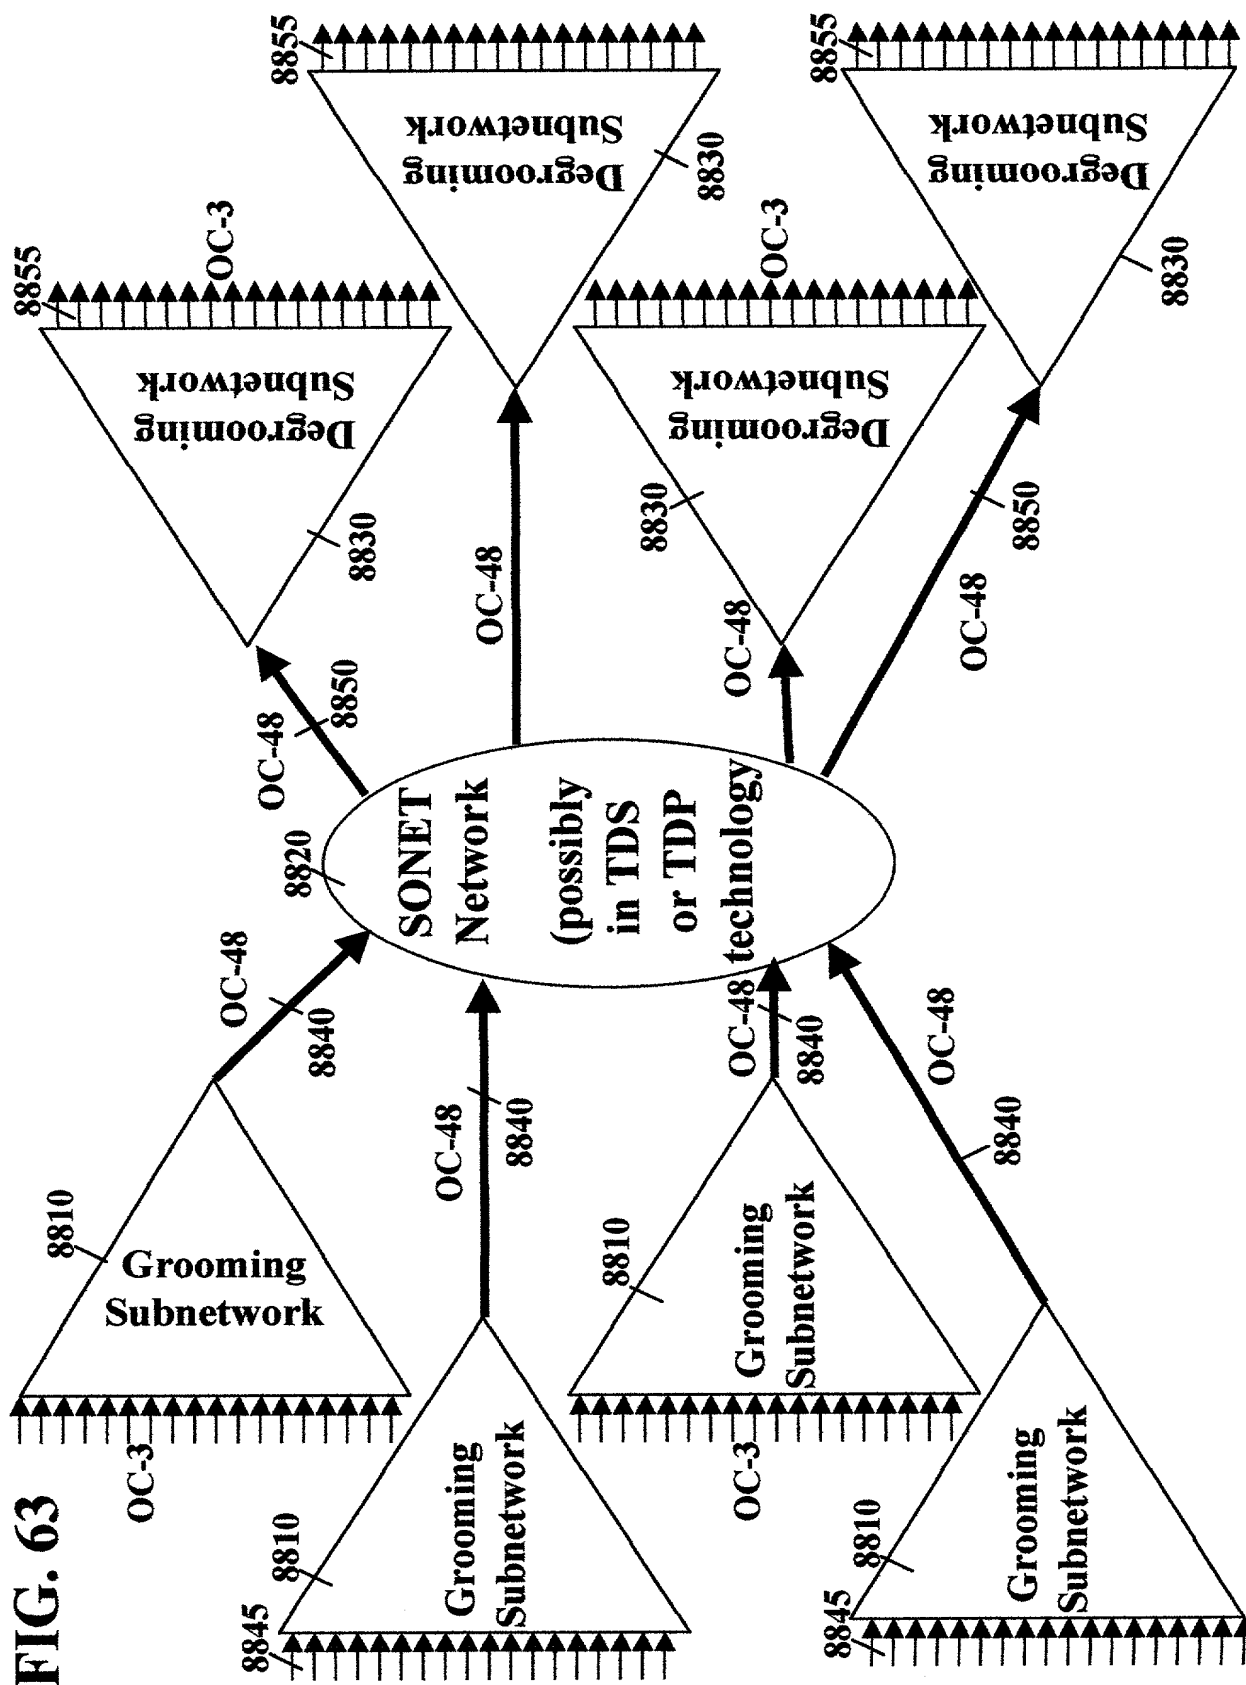 FIG. 63
8845
8810
Grooming
Subnetwork
OC-48
8840
OC-3
8810
Grooming
Subnetwork
OC-48
8840
8845
8810
Grooming
Subnetwork
OC-48
8840
OC-3
8810
Grooming
Subnetwork
OC-48
8840
8820
SONET
Network
(possibly
in TDS
or TDP
technology
OC-48
8850
8830
Degrooming
Subnetwork
8855
OC-3
OC-48
Degrooming
Subnetwork
8830
8855
OC-48
8830
Degrooming
Subnetwork
OC-3
OC-48
8850
Degrooming
Subnetwork
8830
8855